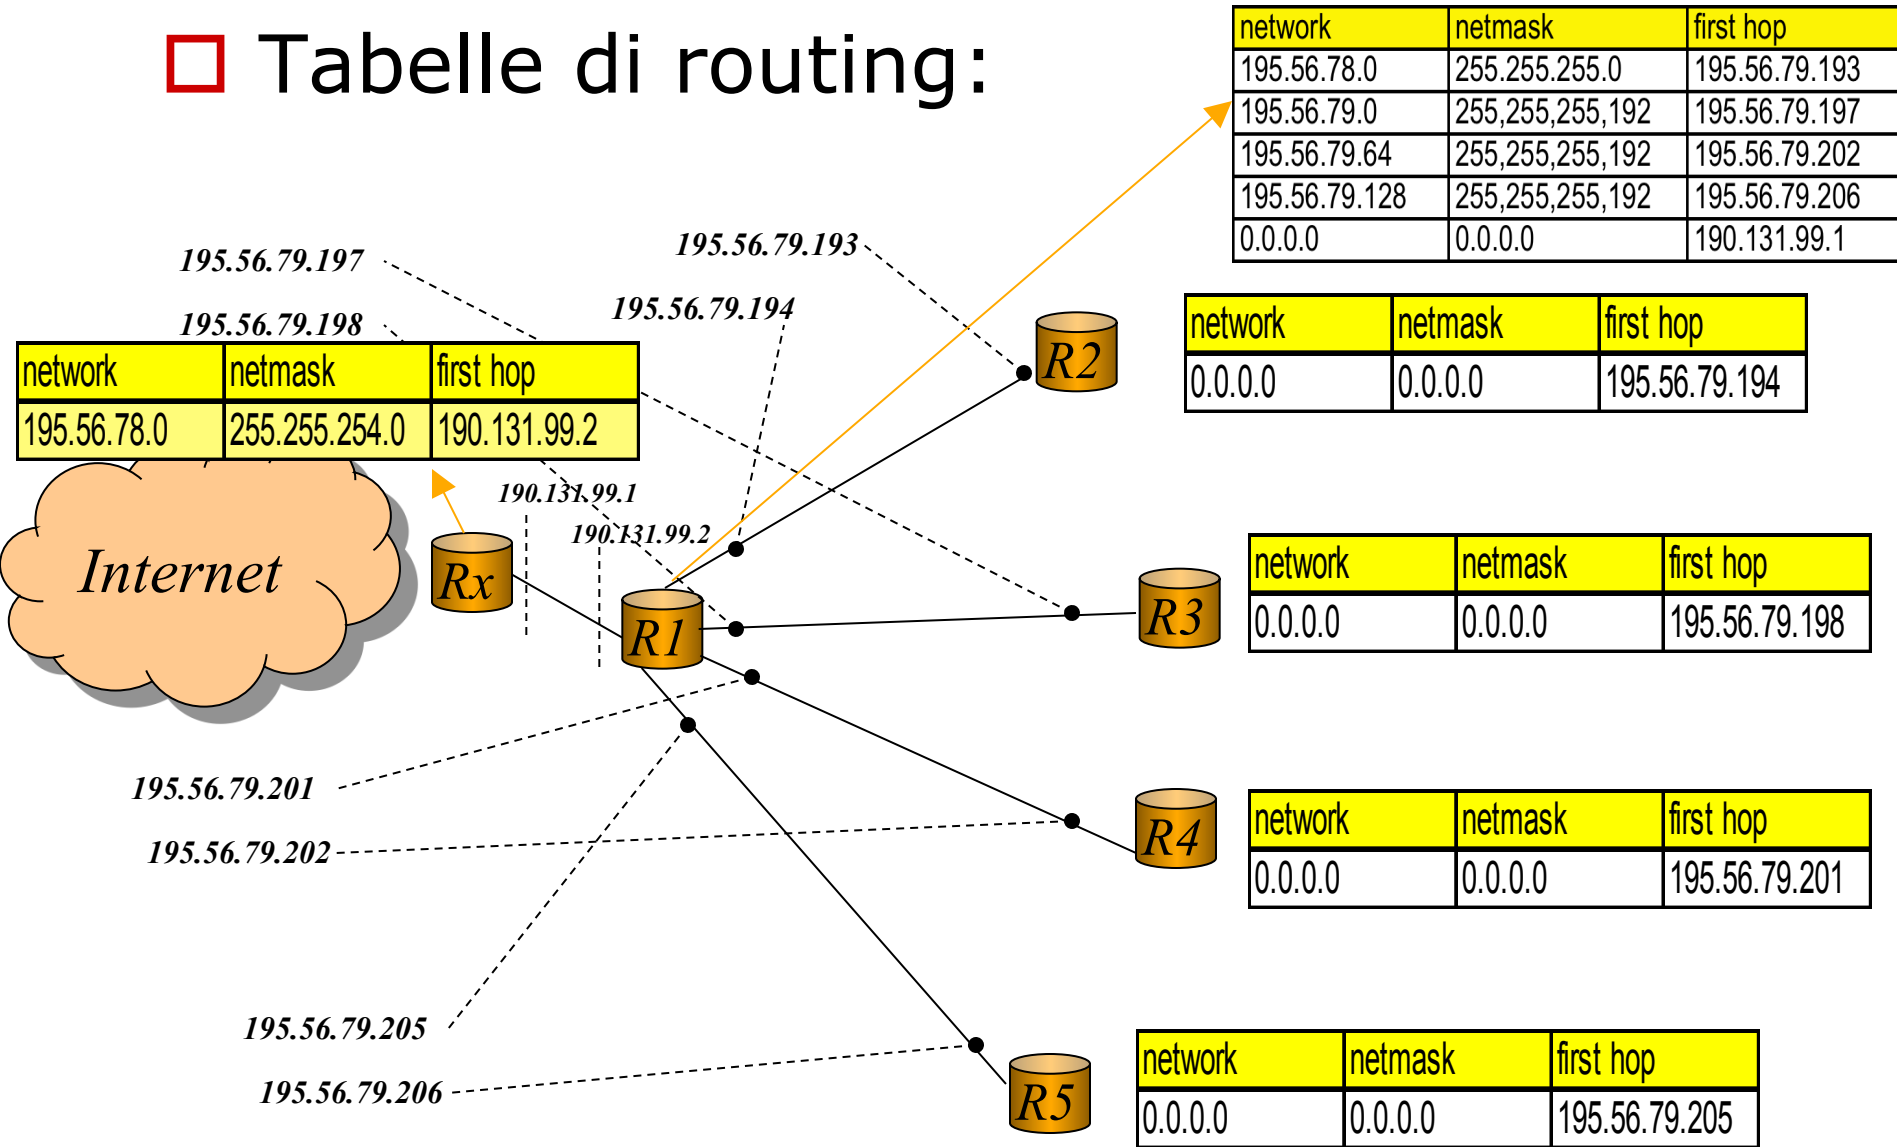 Tabelle di routing:
network netmask first hop
195.56.78.0 255.255.255.0 195.56.79.193
195.56.79.0 255,255,255,192 195.56.79.197
195.56.79.64 255,255,255,192 195.56.79.202
195.56.79.128 255,255,255,192 195.56.79.206
0.0.0.0 0.0.0.0 190.131.99.1
195.56.79.197
195.56.79.193
195.56.79.198
195.56.79.194
network netmask first hop
0.0.0.0 0.0.0.0 195.56.79.194
R2
network netmask first hop
195.56.78.0 255.255.254.0 190.131.99.2
190.131.99.1
190.131.99.2
Internet
Rx
R1
R3
network netmask first hop
0.0.0.0 0.0.0.0 195.56.79.198
195.56.79.201
195.56.79.202
R4
network netmask first hop
0.0.0.0 0.0.0.0 195.56.79.201
195.56.79.205
195.56.79.206
R5
network netmask first hop
0.0.0.0 0.0.0.0 195.56.79.205